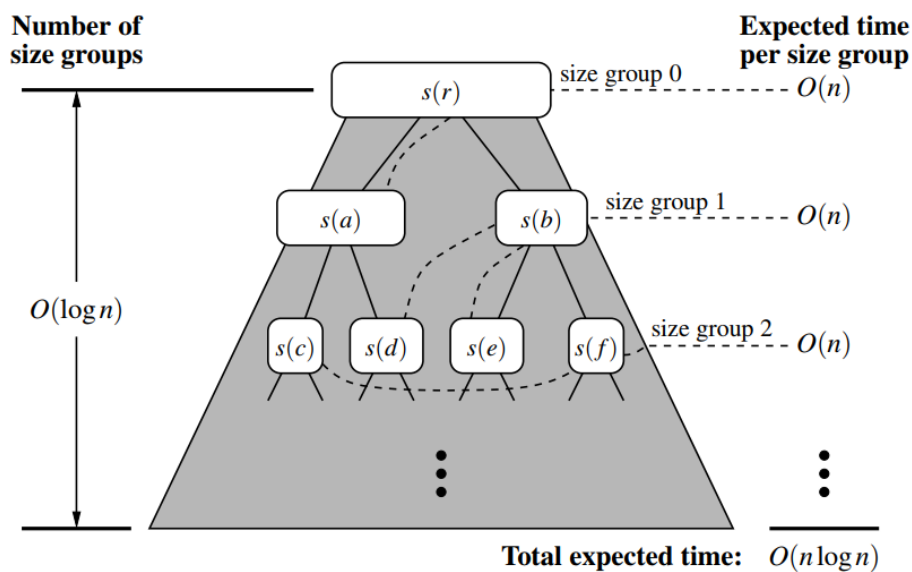 Number of
size groups
Expected time
per size group
s(r)
size group 0
O(n)
s(a)
s(b)
size group 1
O(n)
O(log n)
s(c)
s(d)
s(e)
s(f)
size group 2
O(n)
Total expected time:
O(n log n)